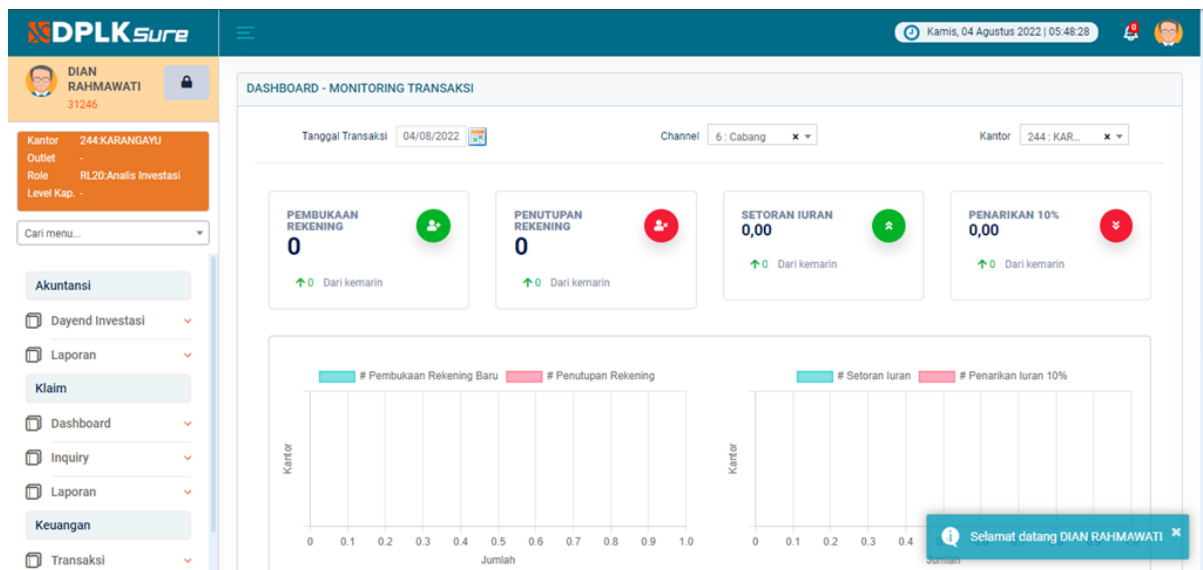 DPLKSure
Kamis, 04 Agustus 2022 | 05:48:28
DIAN
RAHMAWATI
31246
Kantor 244:KARANGAYU
Outlet -
Role RL20:Analis Investasi
Level Kap. -
Cari menu...
Akuntansi
Dayend Investasi
Laporan
Klaim
Dashboard
Inquiry
Laporan
Keuangan
Transaksi
DASHBOARD - MONITORING TRANSAKSI
Tanggal Transaksi 04/08/2022 Channel 6 : Cabang x Kantor 244 : KAR... x
PEMBUKAAN
REKENING
0
0 Dari kemarin
PENUTUPAN
REKENING
0
0 Dari kemarin
SETORAN IURAN
0,00
0 Dari kemarin
PENARIKAN 10%
0,00
0 Dari kemarin
# Pembukaan Rekening Baru # Penutupan Rekening
Kantor
0 0.1 0.2 0.3 0.4 0.5 0.6 0.7 0.8 0.9 1.0
Jumlah
# Setoran Iuran # Penarikan Iuran 10%
Kantor
0 0.1 0.2 0.3 0.4
Jumlah
Selamat datang DIAN RAHMAWATI x